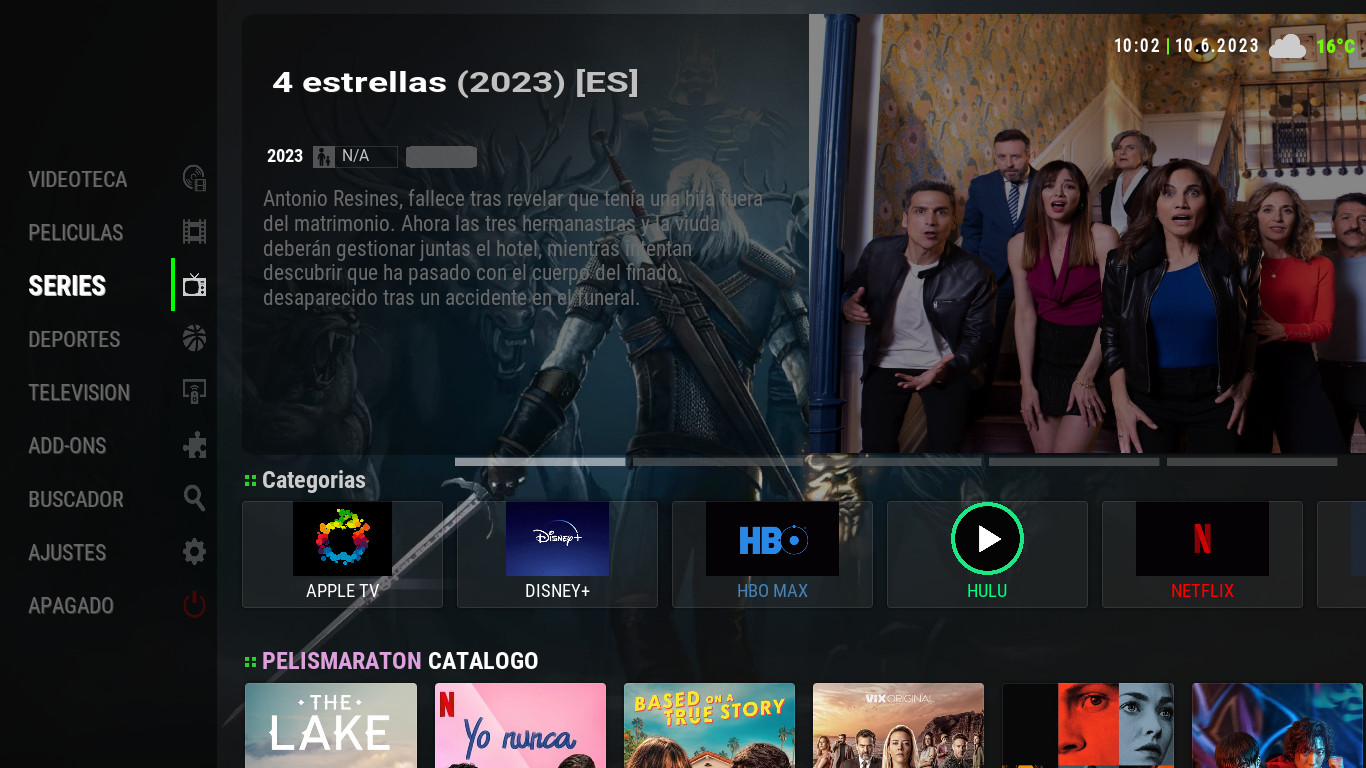 10:02 | 10.6.2023
16°C
4 estrellas (2023) [ES]
2023
N/A
Antonio Resines, fallece tras revelar que tenía una hija fuera
del matrimonio. Ahora las tres hermanastras y la viuda
deberán gestionar juntas el hotel, mientras intentan
descubrir que ha pasado con el cuerpo del finado,
desaparecido tras un accidente en el funeral.
VIDEOTECA
PELICULAS
SERIES
DEPORTES
TELEVISION
ADD-ONS
BUSCADOR
AJUSTES
APAGADO
Categorias
Disney+
HBO
N
APPLE TV
DISNEY+
HBO MAX
HULU
NETFLIX
PELISMARATON CATALOGO
THE
LAKE
N
Yo nunca
BASED ON A
TRUE STORY
VIX ORIGINAL